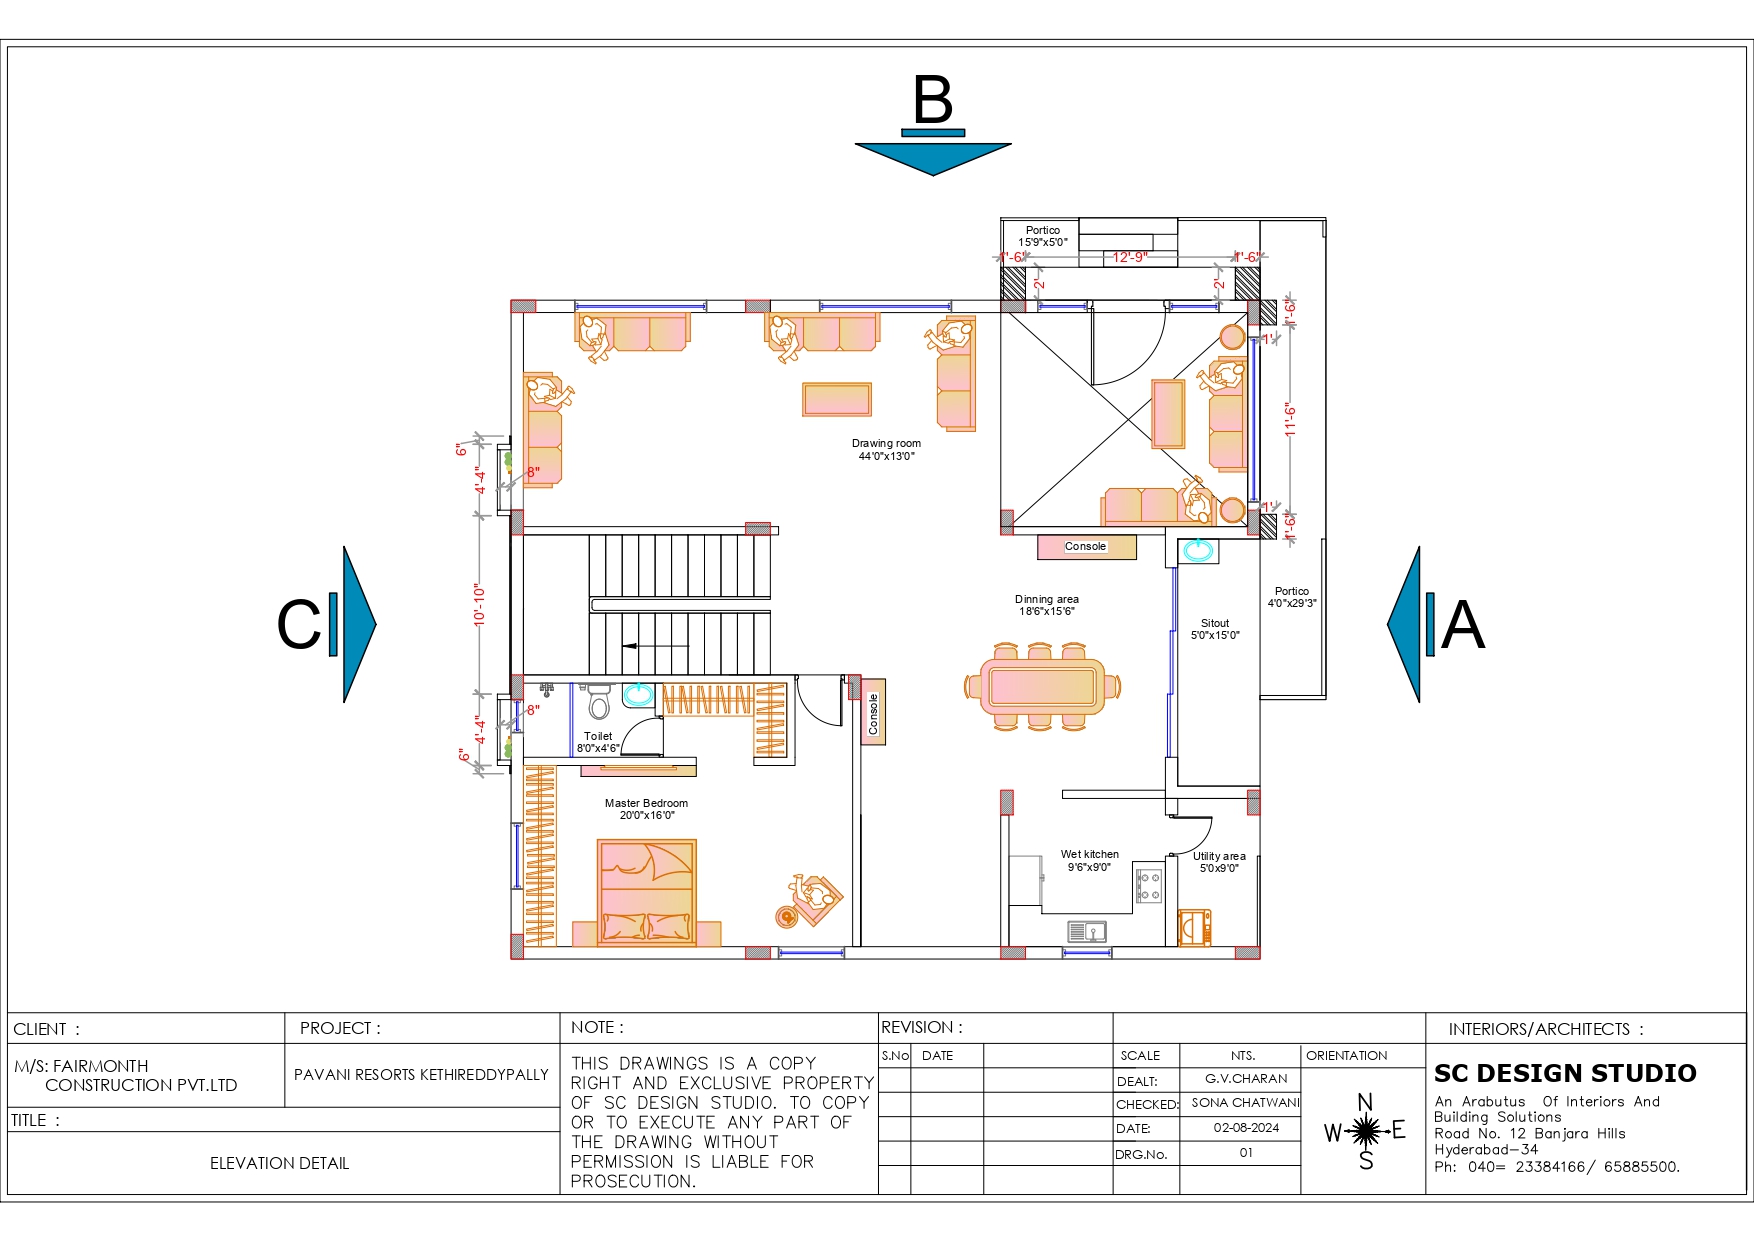 B
Portico
15'9"x5'0"
1'-6"
12'-9"
1'-6"
2'
2'
1'-6"
1'
11'-6"
1'
1'-6"
Drawing room
44'0"x13'0"
6"
4'-4"
8"
10'-10"
8"
4'-4"
6"
Console
Dinning area
18'6"x15'6"
Portico
4'0"x29'3"
Sitout
5'0"x15'0"
C
A
Console
Toilet
8'0"x4'6"
Master Bedroom
20'0"x16'0"
Wet kitchen
9'6"x9'0"
Utility area
5'0x9'0"
CLIENT :
M/S: FAIRMONTH
CONSTRUCTION PVT.LTD
PROJECT :
PAVANI RESORTS KETHIREDDYPALLY
TITLE :
ELEVATION DETAIL
NOTE :
THIS DRAWINGS IS A COPY
RIGHT AND EXCLUSIVE PROPERTY
OF SC DESIGN STUDIO. TO COPY
OR TO EXECUTE ANY PART OF
THE DRAWING WITHOUT
PERMISSION IS LIABLE FOR
PROSECUTION.
REVISION :
S.No DATE
SCALE NTS.
DEALT: G.V.CHARAN
CHECKED: SONA CHATWANI
DATE: 02-08-2024
DRG.No. 01
ORIENTATION
N
W E
S
INTERIORS/ARCHITECTS :
SC DESIGN STUDIO
An Arabutus Of Interiors And
Building Solutions
Road No. 12 Banjara Hills
Hyderabad-34
Ph: 040= 23384166/ 65885500.